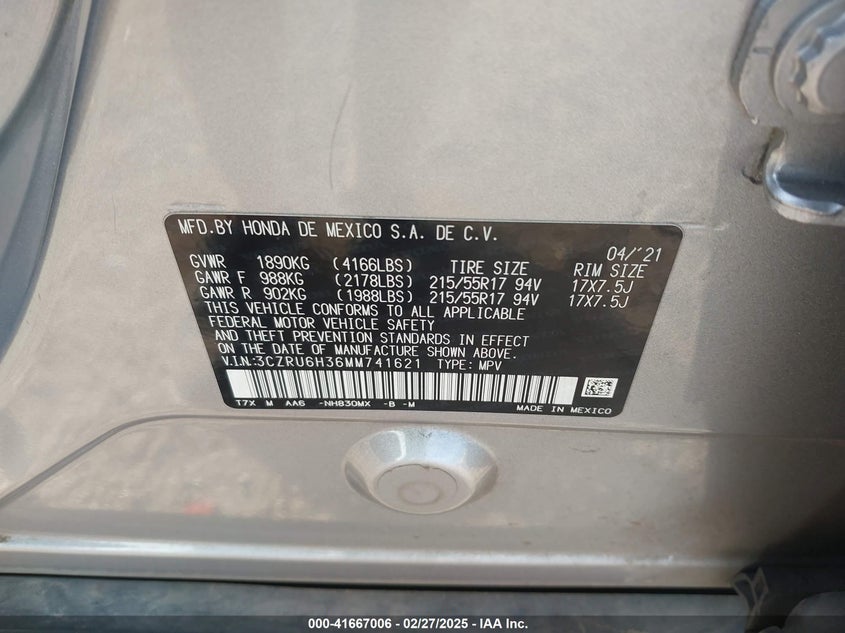 MFD.BY HONDA DE MEXICO S.A. DE C.V.
04/'21
GVWR 1890KG (4166LBS) TIRE SIZE RIM SIZE
GAWR F 988KG (2178LBS) 215/55R17 94V 17X7.5J
GAWR R 902KG (1988LBS) 215/55R17 94V 17X7.5J
THIS VEHICLE CONFORMS TO ALL APPLICABLE
FEDERAL MOTOR VEHICLE SAFETY
AND THEFT PREVENTION STANDARDS IN EFFECT
ON THE DATE OF MANUFACTURE SHOWN ABOVE.
V.I.N.:3CZRU6H36MM741621 TYPE: MPV
T7X M AA6 -NH830MX -B -M
MADE IN MEXICO
000-41667006 — 02/27/2025 — IAA Inc.